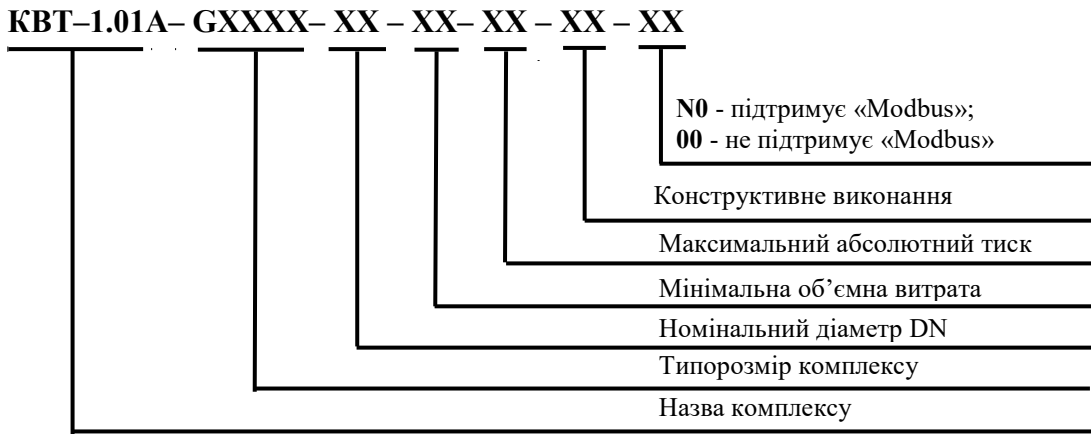 КВТ–1.01А– GXXXX– XX – XX– XX – XX – XX
N0 - підтримує «Modbus»;
00 - не підтримує «Modbus»
Конструктивне виконання
Максимальний абсолютний тиск
Мінімальна об’ємна витрата
Номінальний діаметр DN
Типорозмір комплексу
Назва комплексу